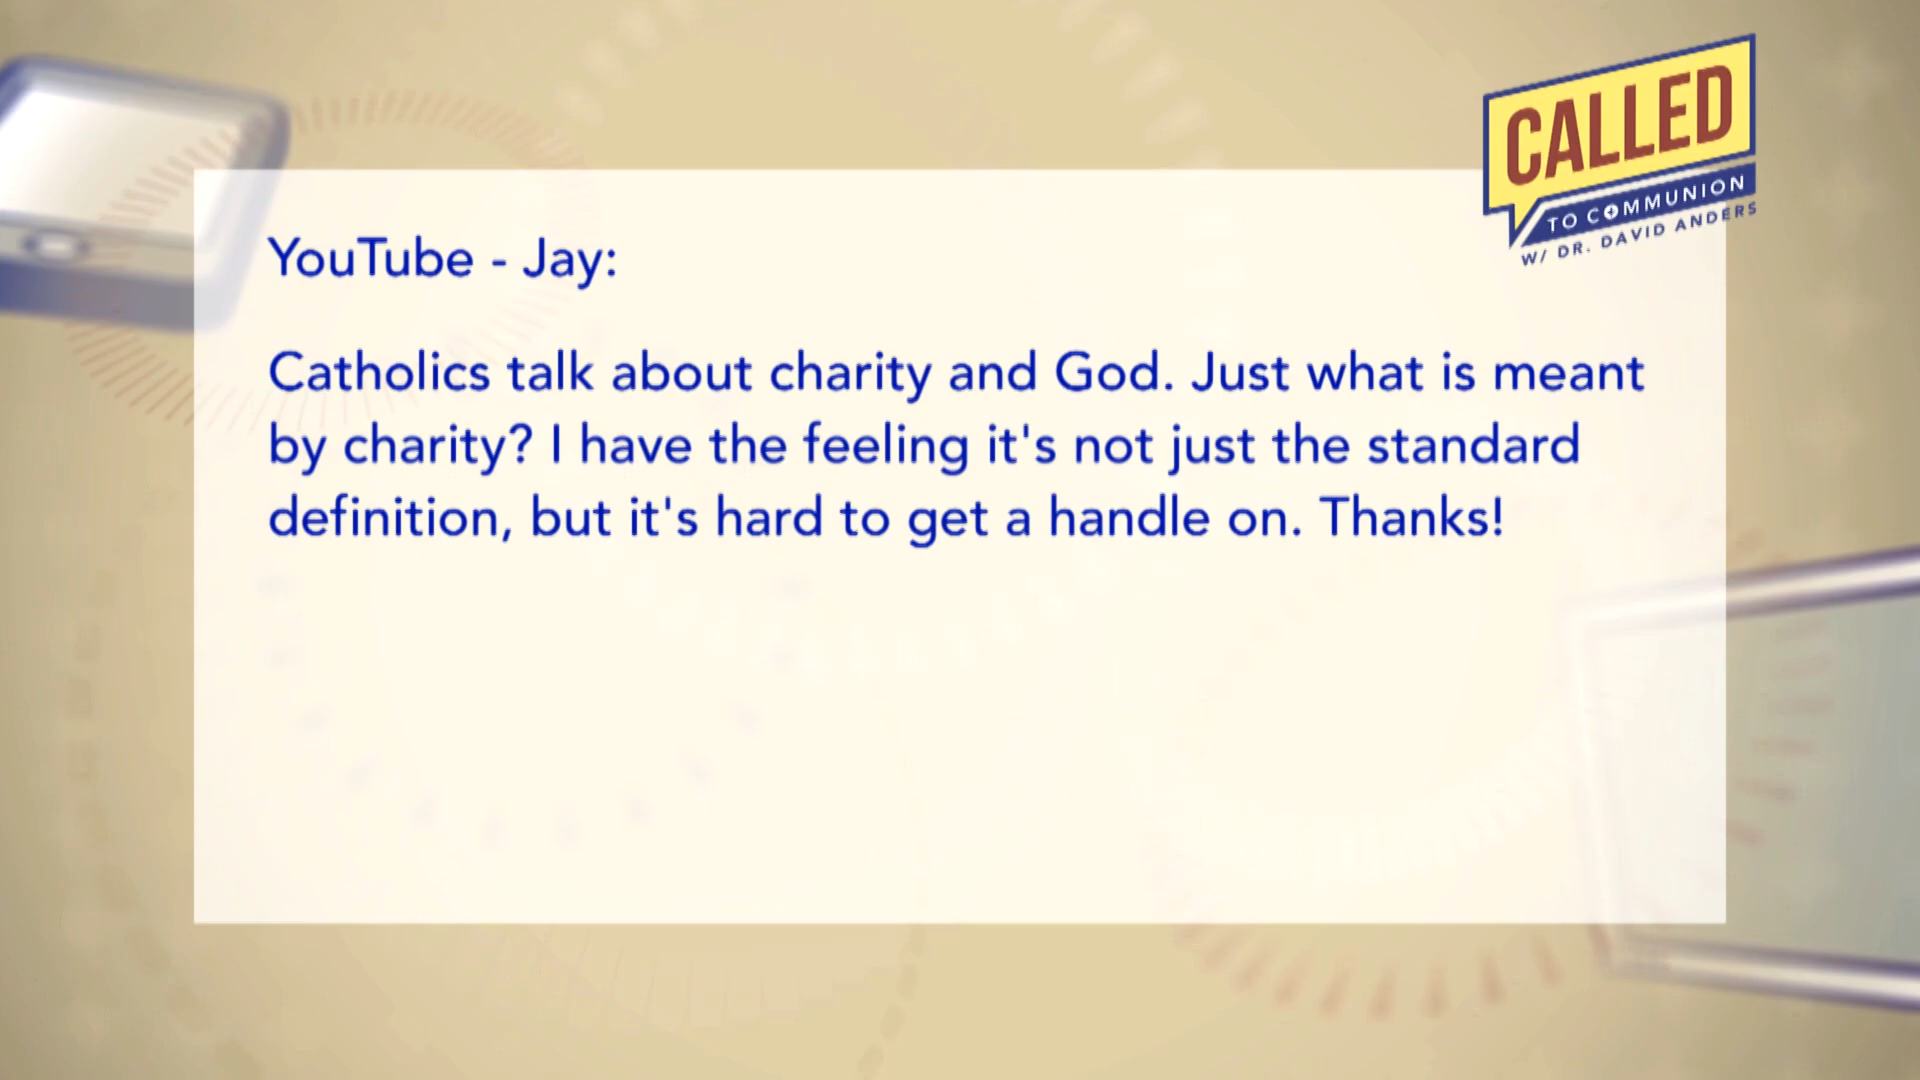 CALLED
TO COMMUNION
W/ DR. DAVID ANDERS
YouTube - Jay:
Catholics talk about charity and God. Just what is meant
by charity? I have the feeling it's not just the standard
definition, but it's hard to get a handle on. Thanks!